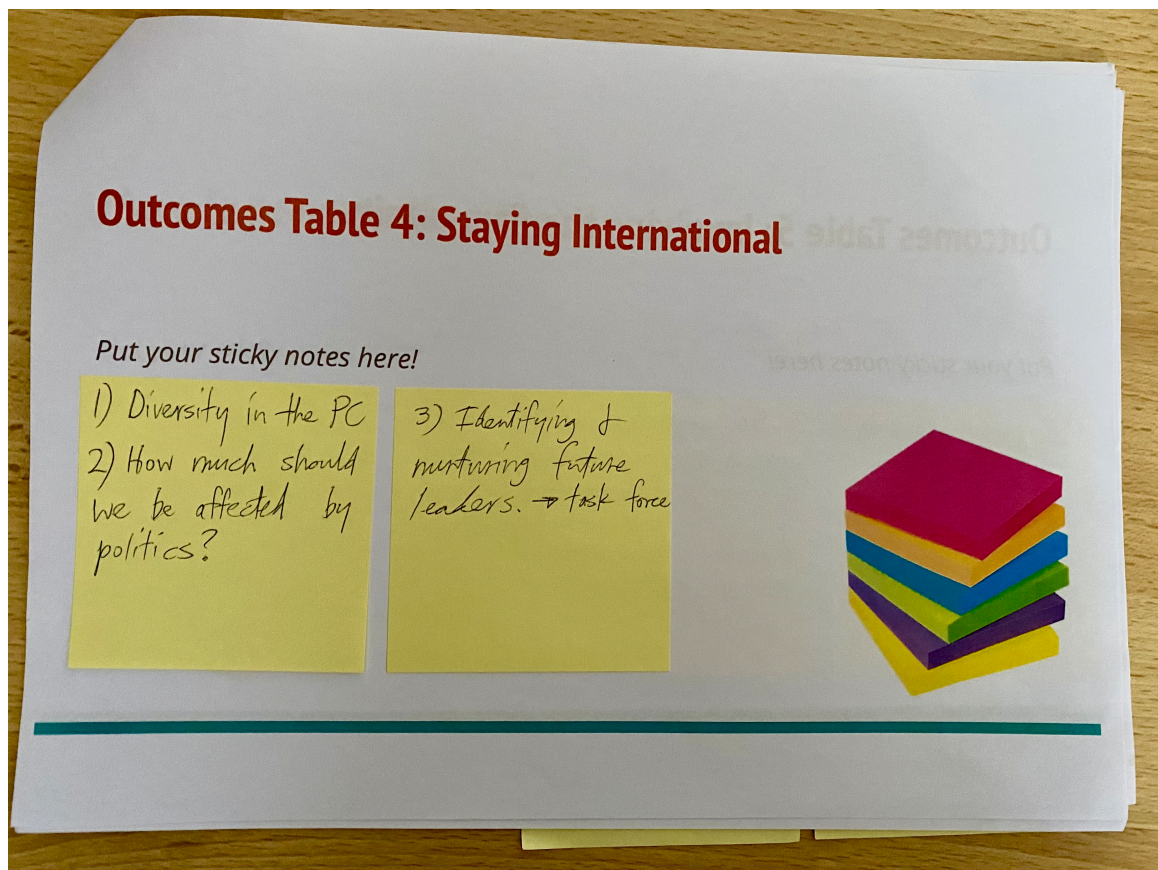 Outcomes Table 4: Staying International
Put your sticky notes here!
1) Diversity in the PC
2) How much should
we be affected by
politics?
3) Identifying &
nurturing future
leakers. → task force